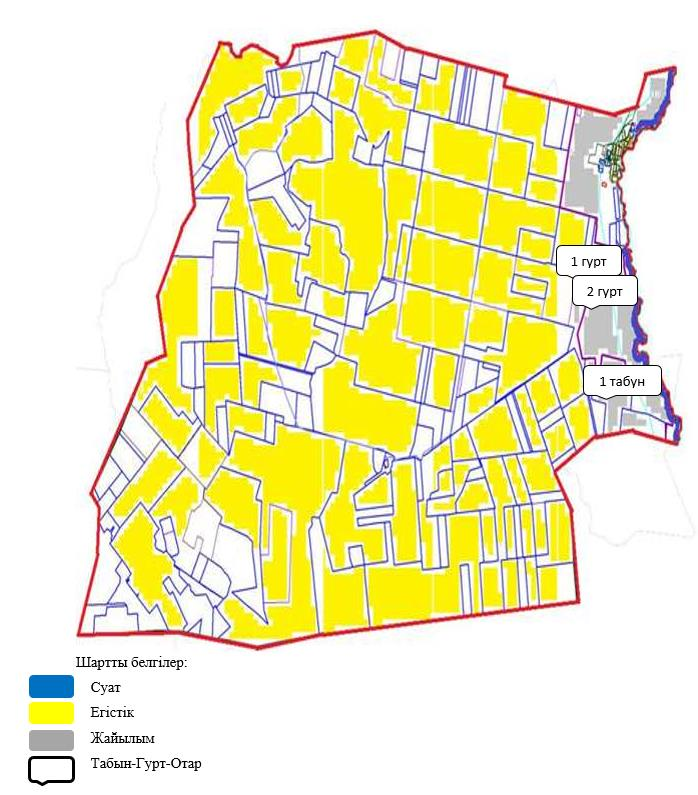 1 гурт
2 гурт
1 табун
Шартты белгілер:
Суат
Егістік
Жайылым
Табын-Гурт-Отар